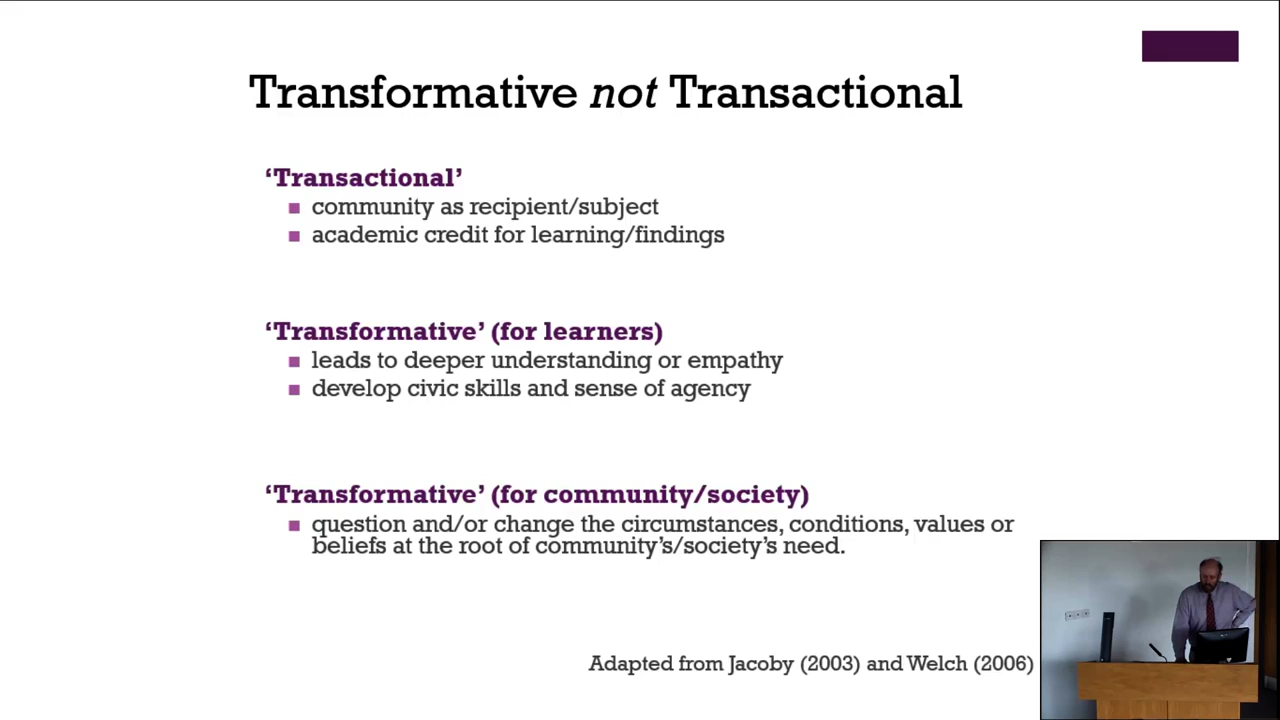 Transformative not Transactional
‘Transactional’
community as recipient/subject
academic credit for learning/findings
‘Transformative’ (for learners)
leads to deeper understanding or empathy
develop civic skills and sense of agency
‘Transformative’ (for community/society)
question and/or change the circumstances, conditions, values or
beliefs at the root of community’s/society’s need.
Adapted from Jacoby (2003) and Welch (2006)